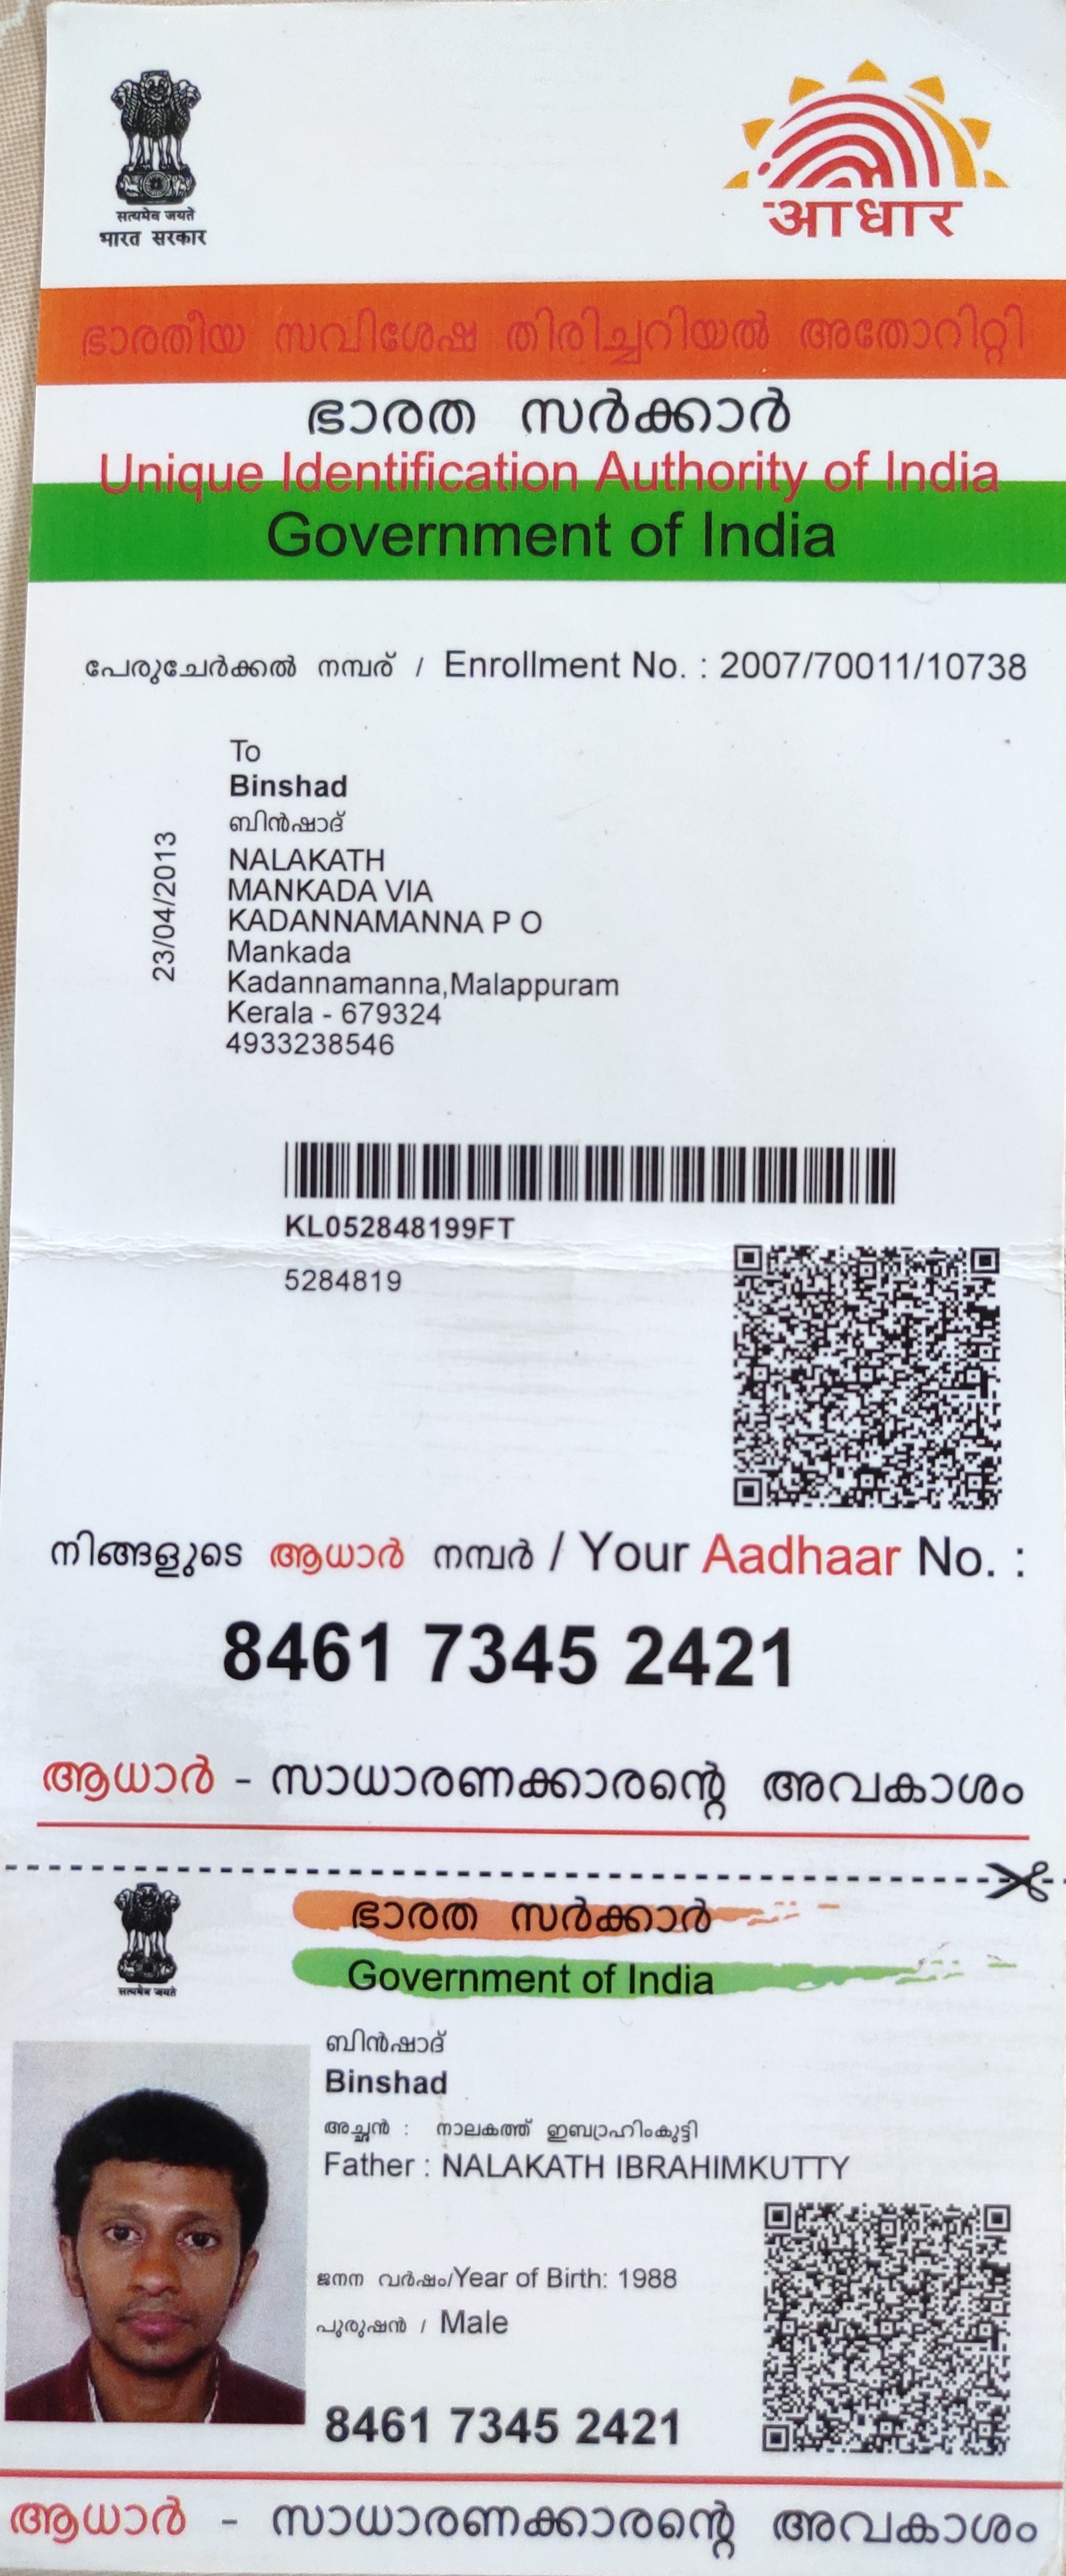 सत्यमेव जयते
भारत सरकार
आधार
ഭാരതീയ സവിശേഷ തിരിച്ചറിയൽ അതോറിറ്റി
ഭാരത സർക്കാർ
Unique Identification Authority of India
Government of India
പേരുചേർക്കൽ നമ്പര് / Enrollment No. : 2007/70011/10738
23/04/2013
To
Binshad
ബിൻഷാദ്
NALAKATH
MANKADA VIA
KADANNAMANNA P O
Mankada
Kadannamanna,Malappuram
Kerala - 679324
4933238546
KL052848199FT
5284819
നിങ്ങളുടെ ആധാർ നമ്പർ / Your Aadhaar No. :
8461 7345 2421
ആധാർ - സാധാരണക്കാരന്റെ അവകാശം
ഭാരത സർക്കാർ
Government of India
सत्यमेव जयते
ബിൻഷാദ്
Binshad
അച്ഛൻ : നാലകത്ത് ഇബ്രാഹിംകുട്ടി
Father : NALAKATH IBRAHIMKUTTY
ജനന വർഷം/Year of Birth: 1988
പുരുഷൻ / Male
8461 7345 2421
ആധാർ - സാധാരണക്കാരന്റെ അവകാശം